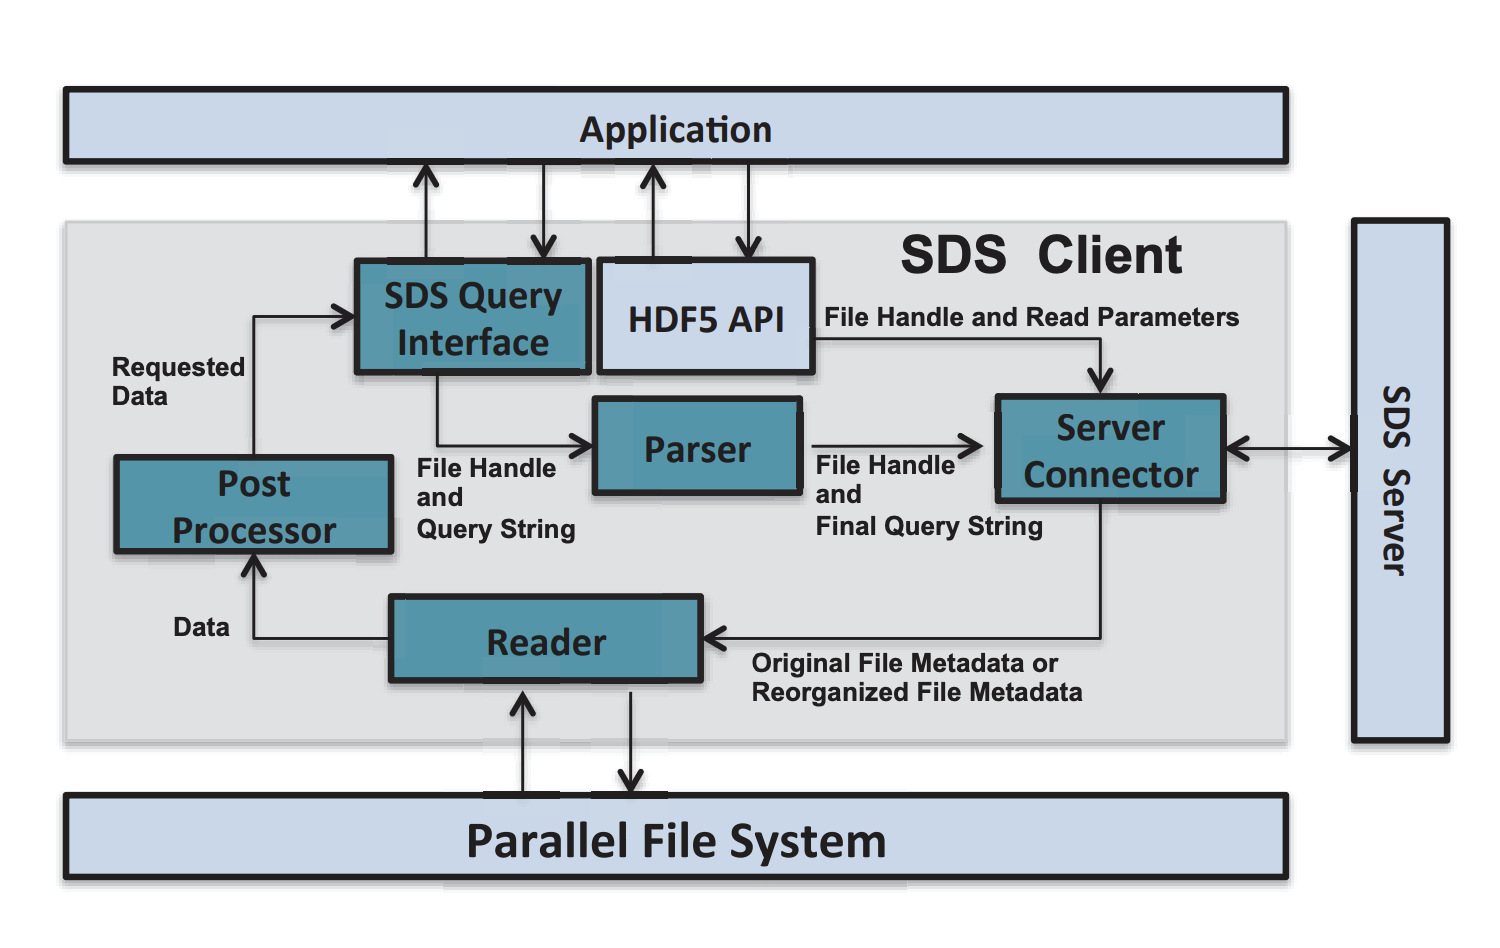 Application
SDS Client
SDS Query
Interface
HDF5 API
File Handle and Read Parameters
Requested
Data
Parser
Server
Connector
SDS Server
File Handle
and
Query String
File Handle
and
Final Query String
Post
Processor
Data
Reader
Original File Metadata or
Reorganized File Metadata
Parallel File System